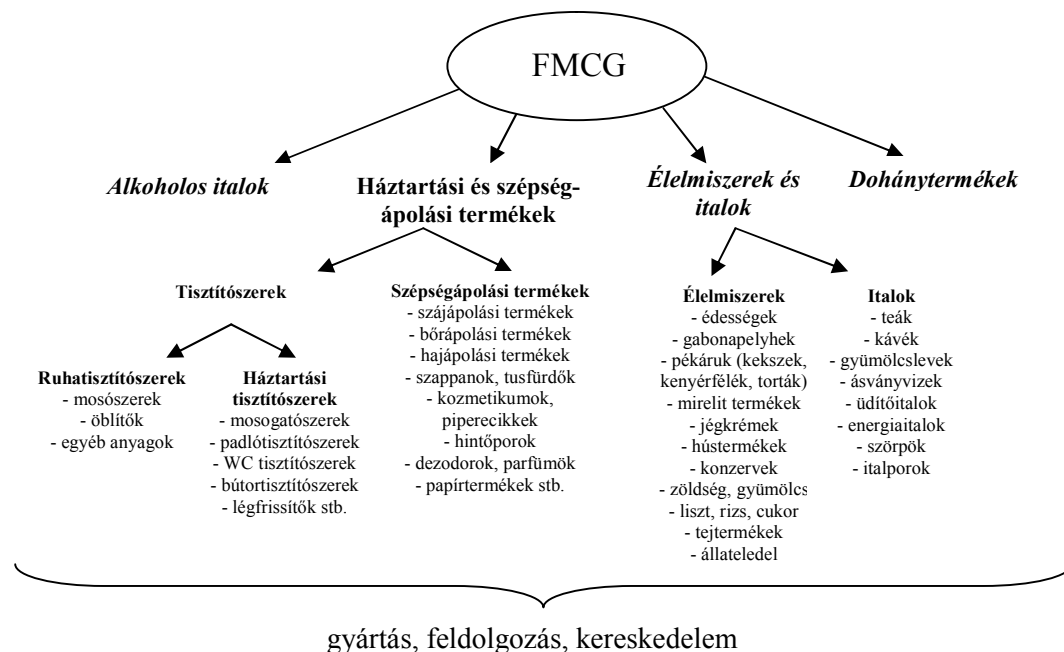 FMCG
Alkoholos italok
Háztartási és szépség-
ápolási termékek
Élelmiszerek és
italok
Dohánytermékek
Tisztítószerek
Ruhatisztítószerek
- mosószerek
- öblítők
- egyéb anyagok
Háztartási
tisztítószerek
- mosogatószerek
- padlótisztítószerek
- WC tisztítószerek
- bútortisztítószerek
- légfrissítők stb.
Szépségápolási termékek
- szájápolási termékek
- bőrápolási termékek
- hajápolási termékek
- szappanok, tusfürdők
- kozmetikumok,
piperecikkek
- hintőporok
- dezodorok, parfümök
- papírtermékek stb.
Élelmiszerek
- édességek
- gabonapelyhek
- pékáruk (kekszek,
kenyérfélék, torták)
- mirelit termékek
- jégkrémek
- hústermékek
- konzervek
- zöldség, gyümölcs
- liszt, rizs, cukor
- tejtermékek
- állateledel
Italok
- teák
- kávék
- gyümölcslevek
- ásványvizek
- üdítőitalok
- energiaitalok
- szörpök
- italporok
gyártás, feldolgozás, kereskedelem